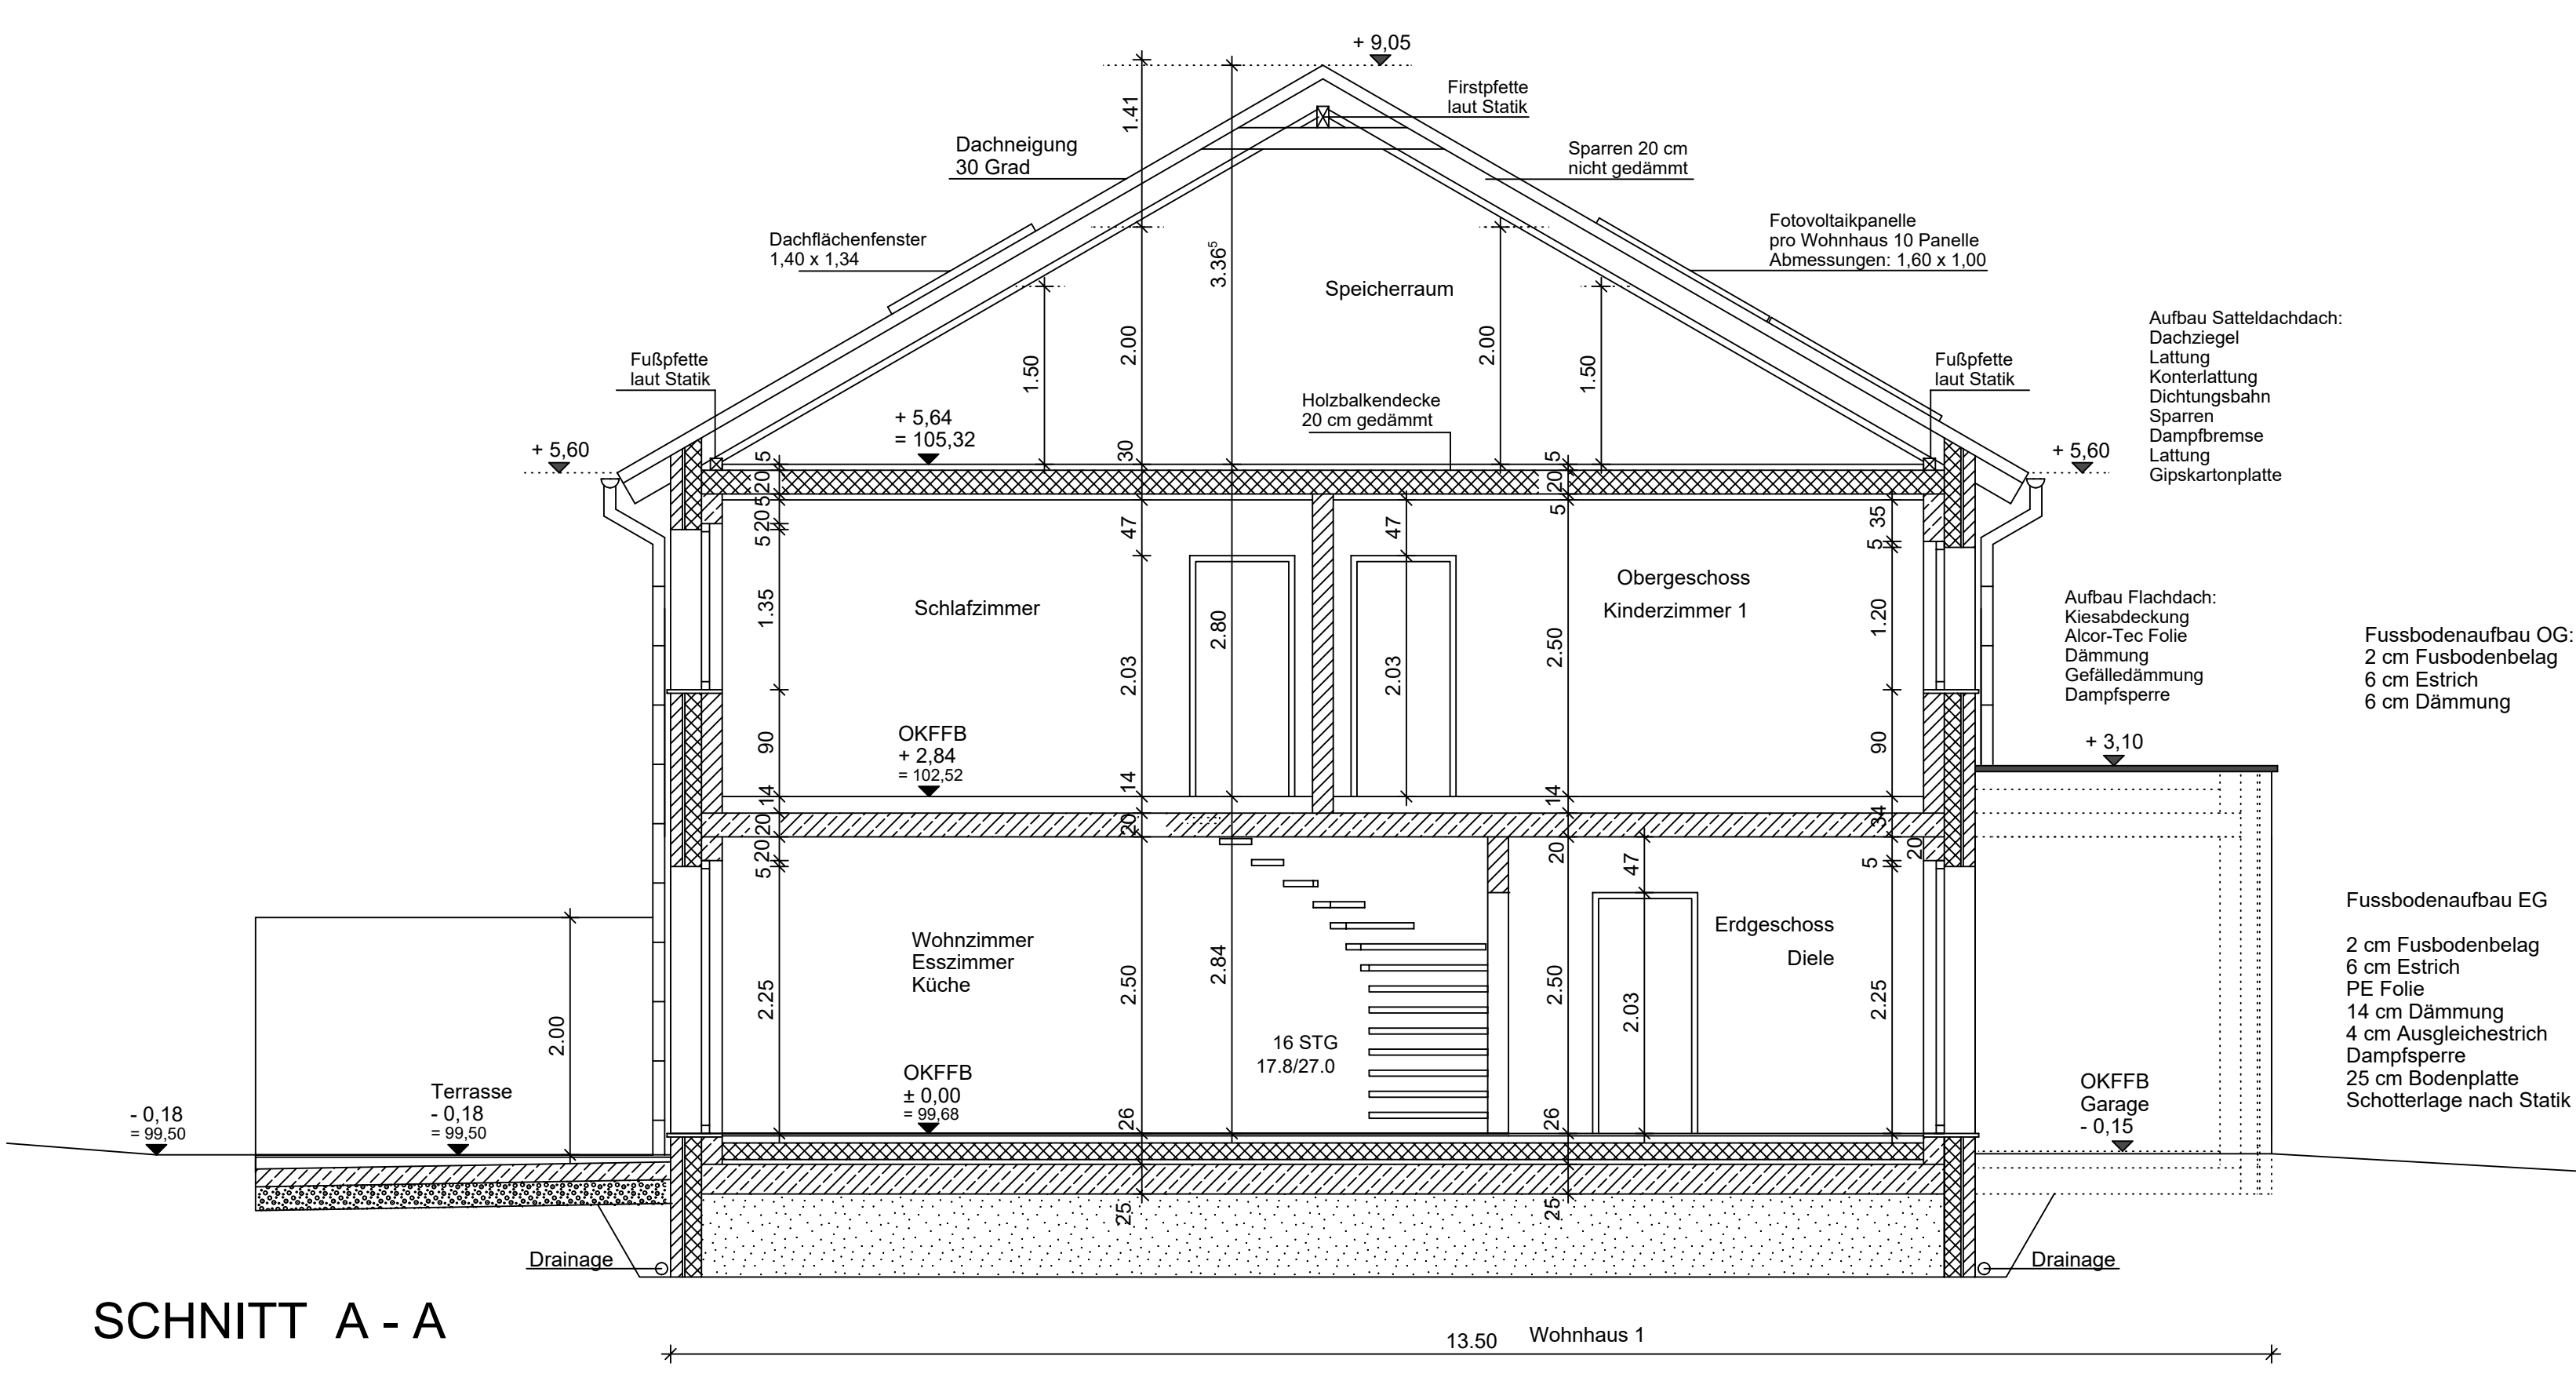 + 9,05
Firstpfette
laut Statik
1.41
Dachneigung
30 Grad
Sparren 20 cm
nicht gedämmt
Dachflächenfenster
1,40 x 1,34
Fotovoltaikpanelle
pro Wohnhaus 10 Panelle
Abmessungen: 1,60 x 1,00
3.36⁵
Speicherraum
Aufbau Satteldachdach:
Dachziegel
Lattung
Konterlattung
Dichtungsbahn
Sparren
Dampfbremse
Lattung
Gipskartonplatte
Fußpfette
laut Statik
1.50
2.00
2.00
1.50
Fußpfette
laut Statik
Holzbalkendecke
20 cm gedämmt
+ 5,64
= 105,32
+ 5,60
+ 5,60
5
20
5
20
5
30
5
20
5
47
47
35
5
1.35
Schlafzimmer
2.03
2.80
2.03
2.50
Obergeschoss
Kinderzimmer 1
1.20
Aufbau Flachdach:
Kiesabdeckung
Alcor-Tec Folie
Dämmung
Gefälledämmung
Dampfsperre
Fussbodenaufbau OG:
2 cm Fusbodenbelag
6 cm Estrich
6 cm Dämmung
90
OKFFB
+ 2,84
= 102,52
90
+ 3,10
14
14
14
20
20
20
34
20
5
20
5
47
Wohnzimmer
Esszimmer
Küche
2.25
2.50
2.84
2.50
2.03
Erdgeschoss
Diele
2.25
Fussbodenaufbau EG
2 cm Fusbodenbelag
6 cm Estrich
PE Folie
14 cm Dämmung
4 cm Ausgleichestrich
Dampfsperre
25 cm Bodenplatte
Schotterlage nach Statik
2.00
16 STG
17.8/27.0
- 0,18
= 99,50
Terrasse
- 0,18
= 99,50
OKFFB
± 0,00
= 99,68
26
26
OKFFB
Garage
- 0,15
25
25
Drainage
Drainage
SCHNITT A - A
13.50
Wohnhaus 1